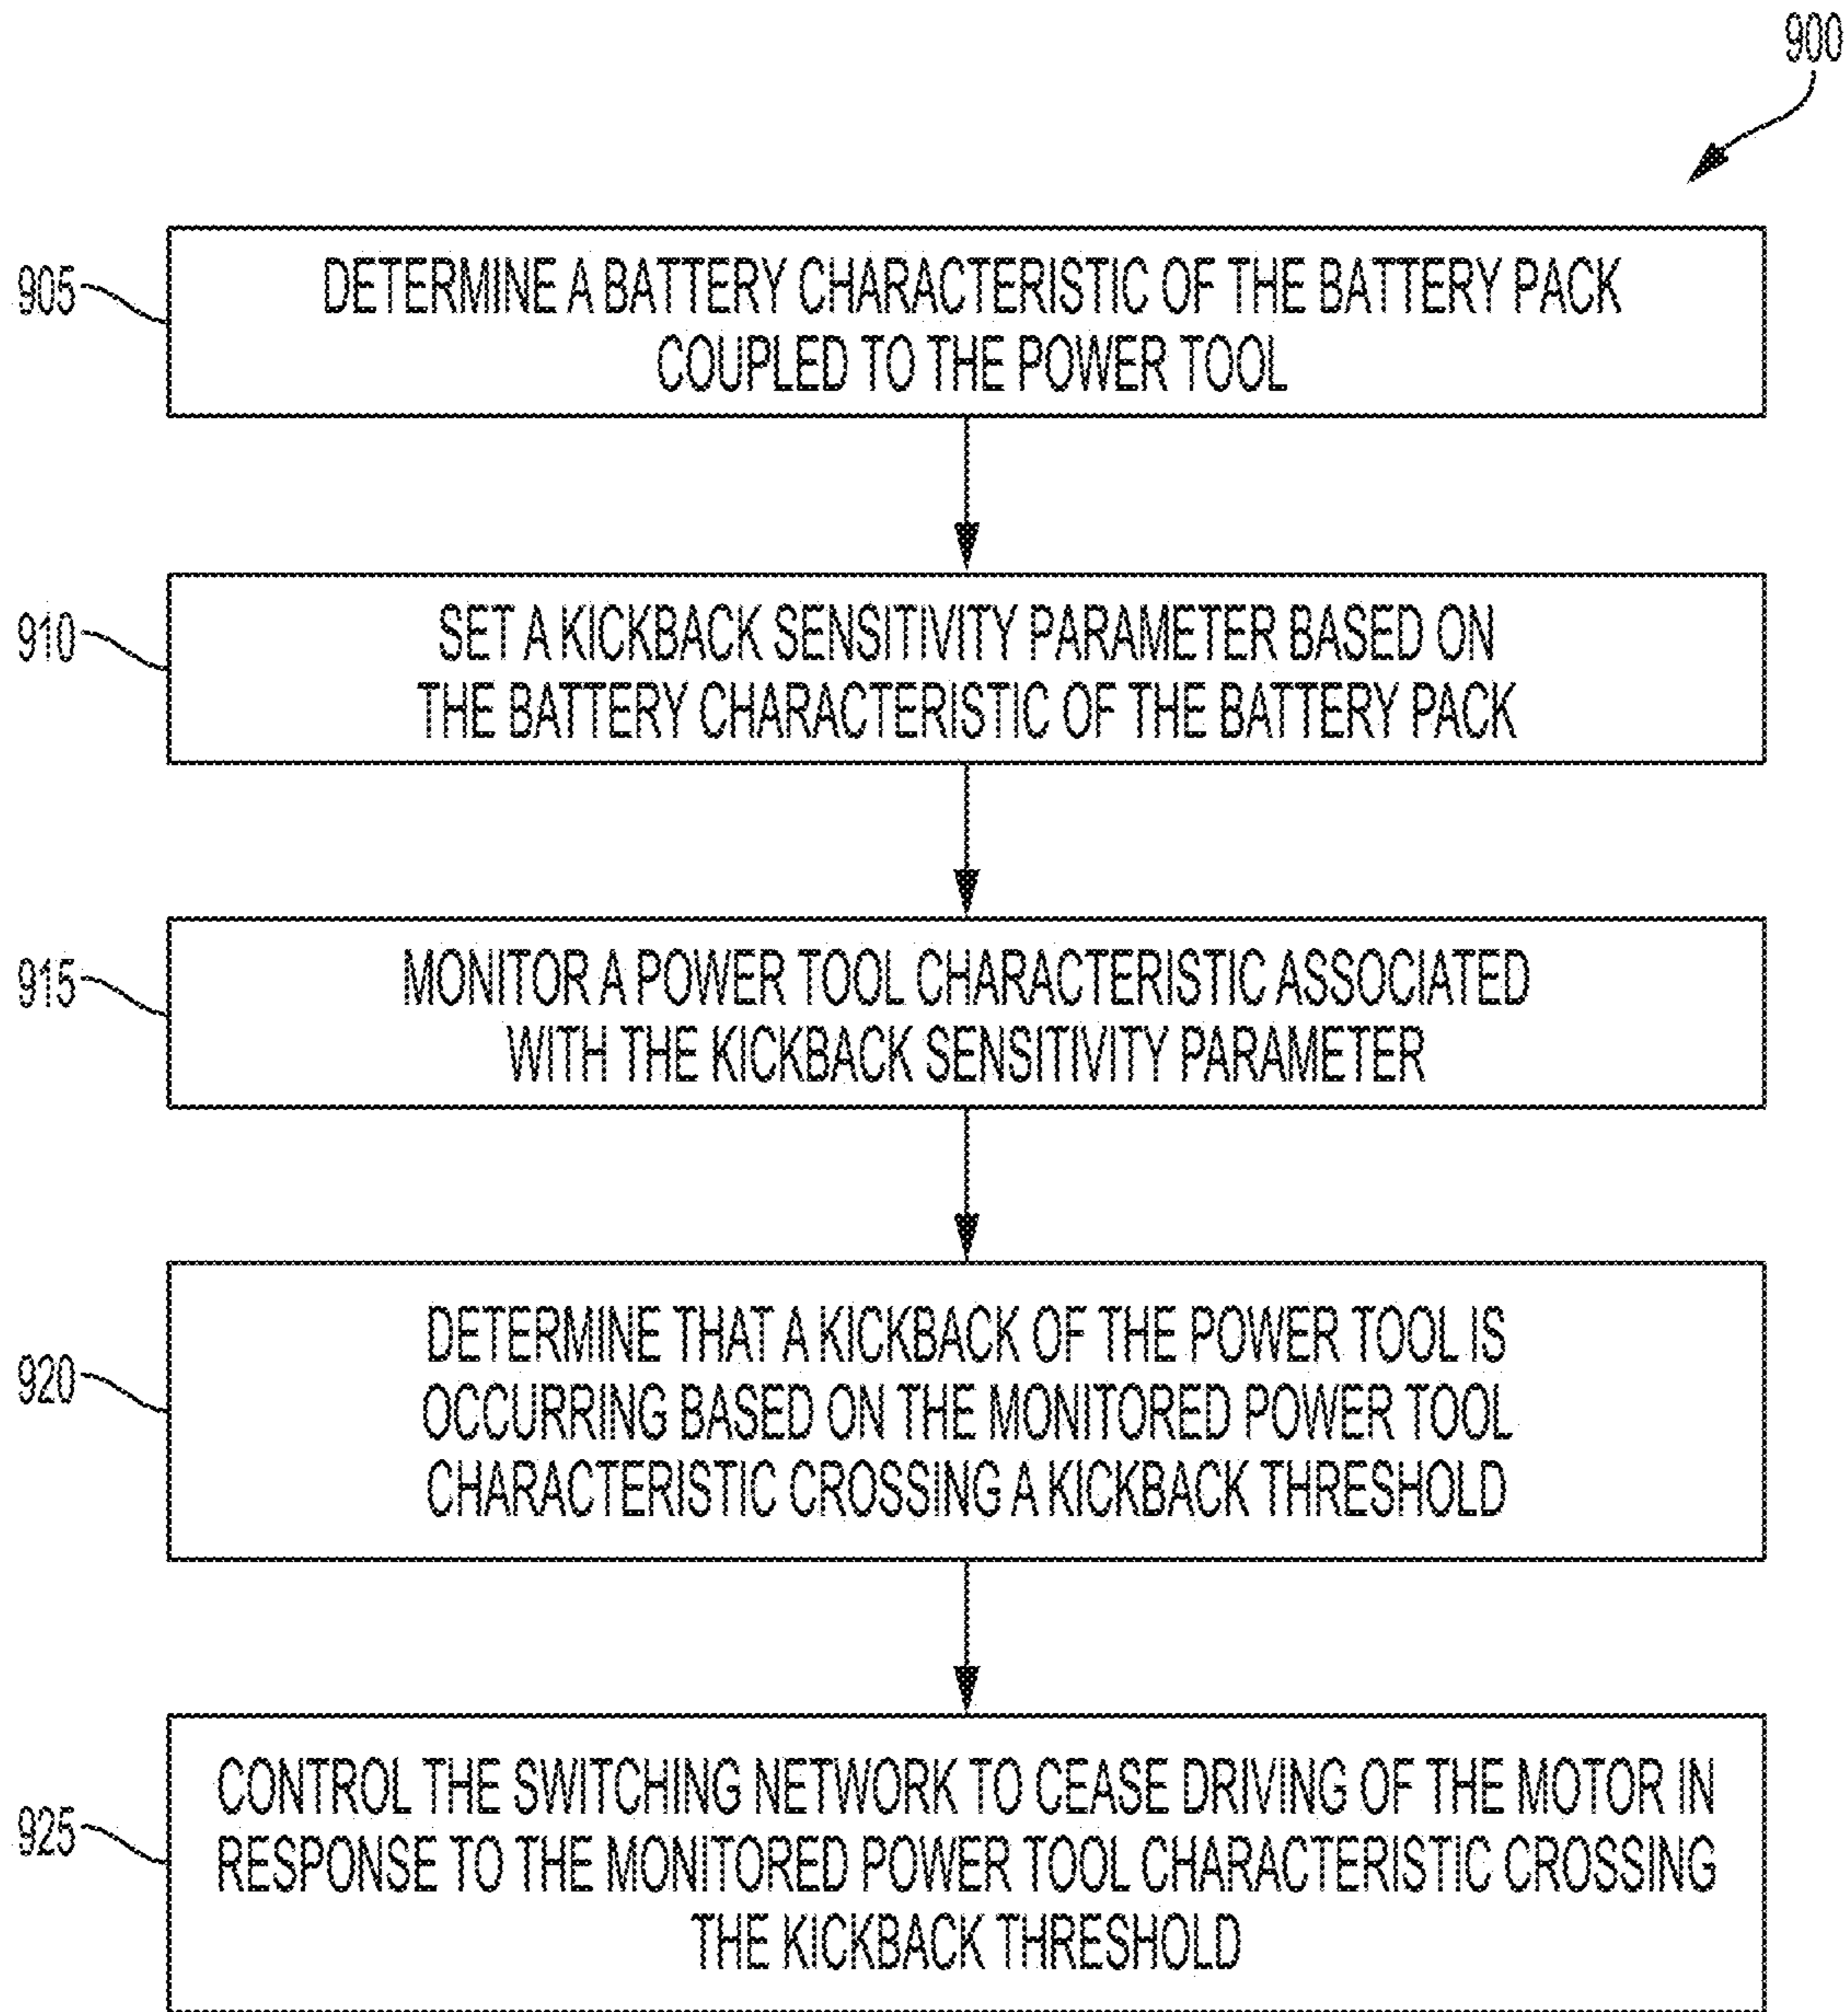 900
905
DETERMINE A BATTERY CHARACTERISTIC OF THE BATTERY PACK
COUPLED TO THE POWER TOOL
910
SET A KICKBACK SENSITIVITY PARAMETER BASED ON
THE BATTERY CHARACTERISTIC OF THE BATTERY PACK
915
MONITOR A POWER TOOL CHARACTERISTIC ASSOCIATED
WITH THE KICKBACK SENSITIVITY PARAMETER
920
DETERMINE THAT A KICKBACK OF THE POWER TOOL IS
OCCURRING BASED ON THE MONITORED POWER TOOL
CHARACTERISTIC CROSSING A KICKBACK THRESHOLD
925
CONTROL THE SWITCHING NETWORK TO CEASE DRIVING OF THE MOTOR IN
RESPONSE TO THE MONITORED POWER TOOL CHARACTERISTIC CROSSING
THE KICKBACK THRESHOLD